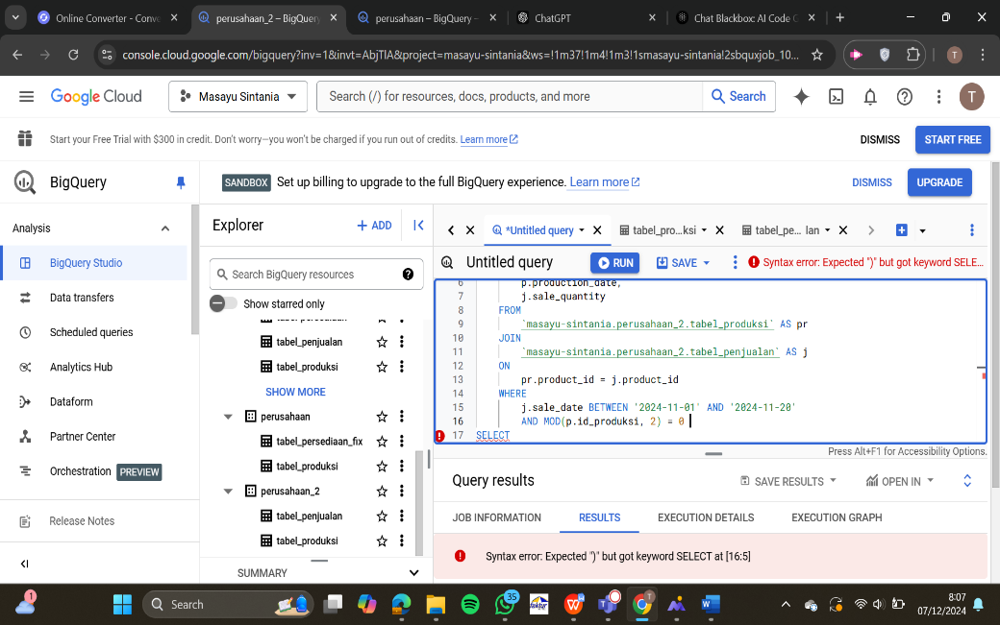 Online Converter - Conve
perusahaan_2 – BigQuery
perusahaan – BigQuery –
ChatGPT
Chat Blackbox: AI Code G
console.cloud.google.com/bigquery?inv=1&invt=AbjTlA&project=masayu-sintania&ws=!1m37!1m4!1m3!1smasayu-sintania!2sbquxjob_10...
T
Google Cloud
Masayu Sintania
Search (/) for resources, docs, products, and more
Search
T
Start your Free Trial with $300 in credit. Don't worry—you won't be charged if you run out of credits. Learn more
DISMISS
START FREE
BigQuery
SANDBOX Set up billing to upgrade to the full BigQuery experience. Learn more
DISMISS
UPGRADE
Analysis
BigQuery Studio
Data transfers
Scheduled queries
Analytics Hub
Dataform
Partner Center
Orchestration PREVIEW
Release Notes
Explorer
+ ADD
Search BigQuery resources
Show starred only
tabel_penjualan
tabel_produksi
SHOW MORE
perusahaan
tabel_persediaan_fix
tabel_produksi
perusahaan_2
tabel_penjualan
tabel_produksi
SUMMARY
*Untitled query
tabel_pro...ksi
tabel_pe... lan
Untitled query
RUN
SAVE
Syntax error: Expected ")" but got keyword SELE...
6 p.production_date,
7 j.sale_quantity
8 FROM
9 `masayu-sintania.perusahaan_2.tabel_produksi` AS pr
10 JOIN
11 `masayu-sintania.perusahaan_2.tabel_penjualan` AS j
12 ON
13 pr.product_id = j.product_id
14 WHERE
15 j.sale_date BETWEEN '2024-11-01' AND '2024-11-20'
16 AND MOD(p.id_produksi, 2) = 0
17 SELECT
Press Alt+F1 for Accessibility Options.
Query results
SAVE RESULTS
OPEN IN
JOB INFORMATION
RESULTS
EXECUTION DETAILS
EXECUTION GRAPH
Syntax error: Expected ")" but got keyword SELECT at [16:5]
1
Search
35
8:07
07/12/2024